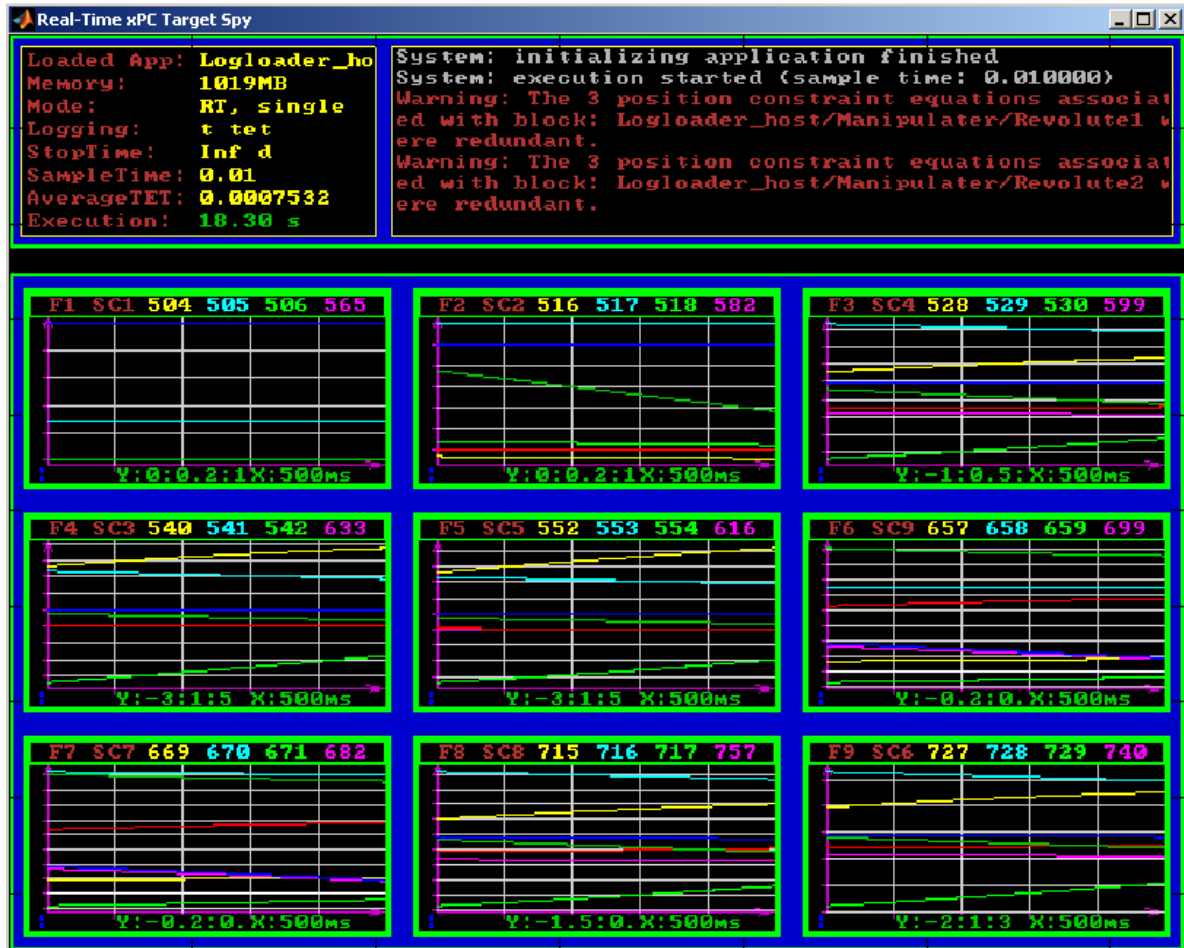 Real-Time xPC Target Spy
Loaded App: Logloader_ho
Memory: 1019MB
Mode: RT, single
Logging: t tet
StopTime: Inf d
SampleTime: 0.01
AverageTET: 0.0007532
Execution: 18.30 s
System: initializing application finished
System: execution started (sample time: 0.010000)
Warning: The 3 position constraint equations associat
ed with block: Logloader_host/Manipulater/Revolute1 w
ere redundant.
Warning: The 3 position constraint equations associat
ed with block: Logloader_host/Manipulater/Revolute2 w
ere redundant.
F1 SC1 504 505 506 565
Y:0:0.2:1X:500ms
F2 SC2 516 517 518 582
Y:0:0.2:1X:500ms
F3 SC4 528 529 530 599
Y:-1:0.5:X:500ms
F4 SC3 540 541 542 633
Y:-3:1:5 X:500ms
F5 SC5 552 553 554 616
Y:-3:1:5 X:500ms
F6 SC9 657 658 659 699
Y:-0.2:0.X:500ms
F7 SC7 669 670 671 682
Y:-0.2:0.X:500ms
F8 SC8 715 716 717 757
Y:-1.5:0.X:500ms
F9 SC6 727 728 729 740
Y:-2:1:3 X:500ms